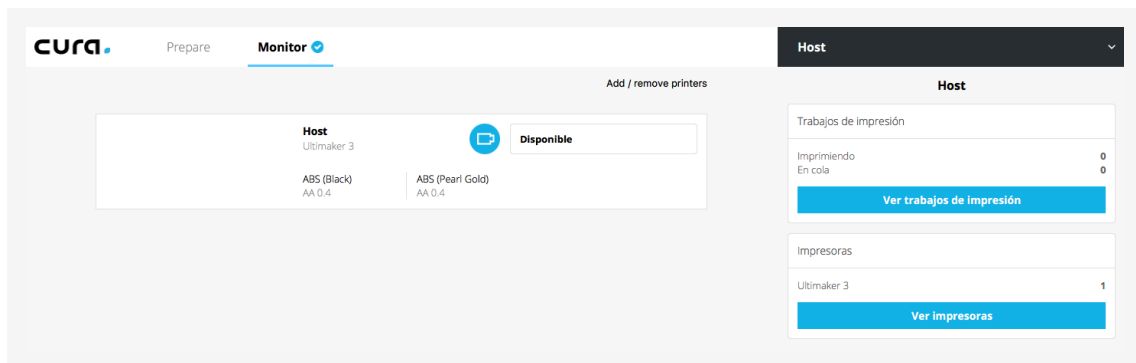 cura.
Prepare
Monitor
Host
Add / remove printers
Host
Ultimaker 3
Disponible
ABS (Black)
AA 0.4
ABS (Pearl Gold)
AA 0.4
Host
Trabajos de impresión
Imprimiendo 0
En cola 0
Ver trabajos de impresión
Impresoras
Ultimaker 3 1
Ver impresoras